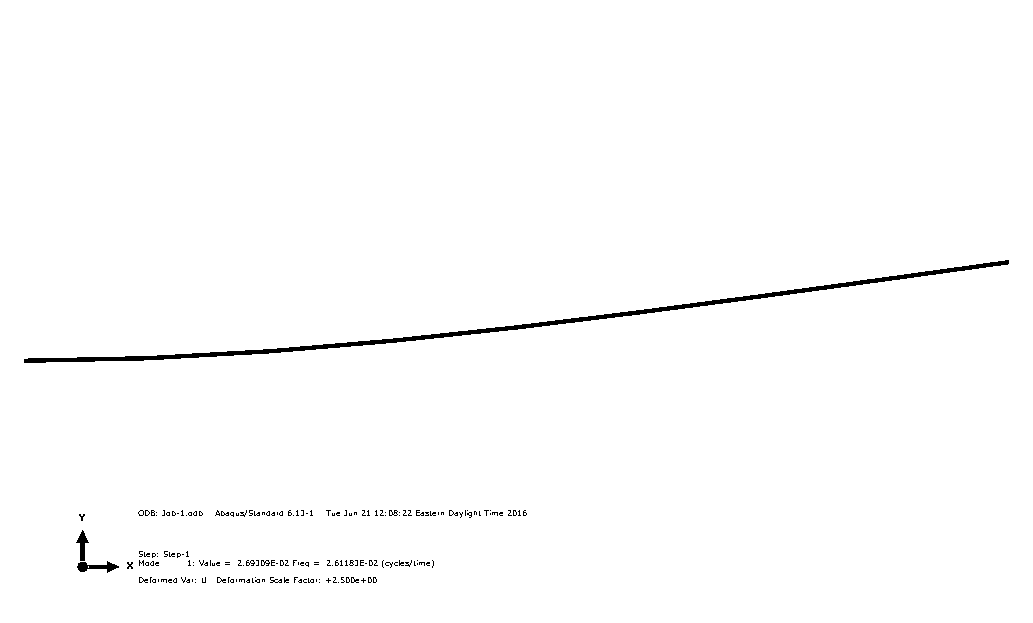 Y
ODB: Job-1.odb Abaqus/Standard 6.13-1 Tue Jun 21 12:08:22 Eastern Daylight Time 2016
Step: Step-1
X
Mode 1: Value = 2.69309E-02 Freq = 2.61183E-02 (cycles/time)
Deformed Var: U Deformation Scale Factor: +2.500e+00